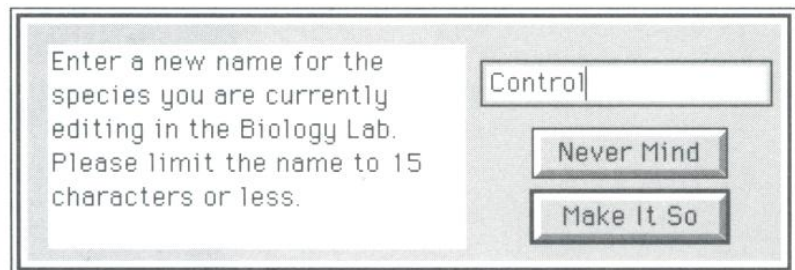 Enter a new name for the
species you are currently
editing in the Biology Lab.
Please limit the name to 15
characters or less.
Control
Never Mind
Make It So